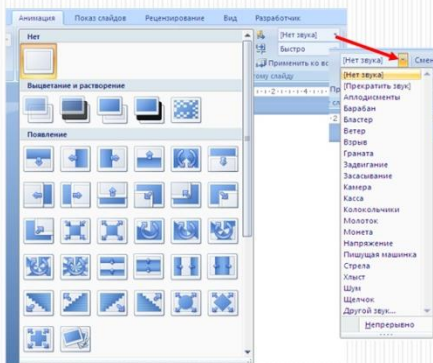 Анимация Показ слайдов Рецензирование Вид Разработчик
Нет
Выцветание и растворение
Появление
[Нет звука]
Быстро
Применить ко вс
тому слайду
[Нет звука] Смен
[Нет звука]
[Прекратить звук]
Аплодисменты
Барабан
Бластер
Ветер
Взрыв
Граната
Задвигание
Засасывание
Камера
Касса
Колокольчики
Молоток
Монета
Напряжение
Пишущая машинка
Стрела
Хлыст
Шум
Щелчок
Другой звук...
Непрерывно